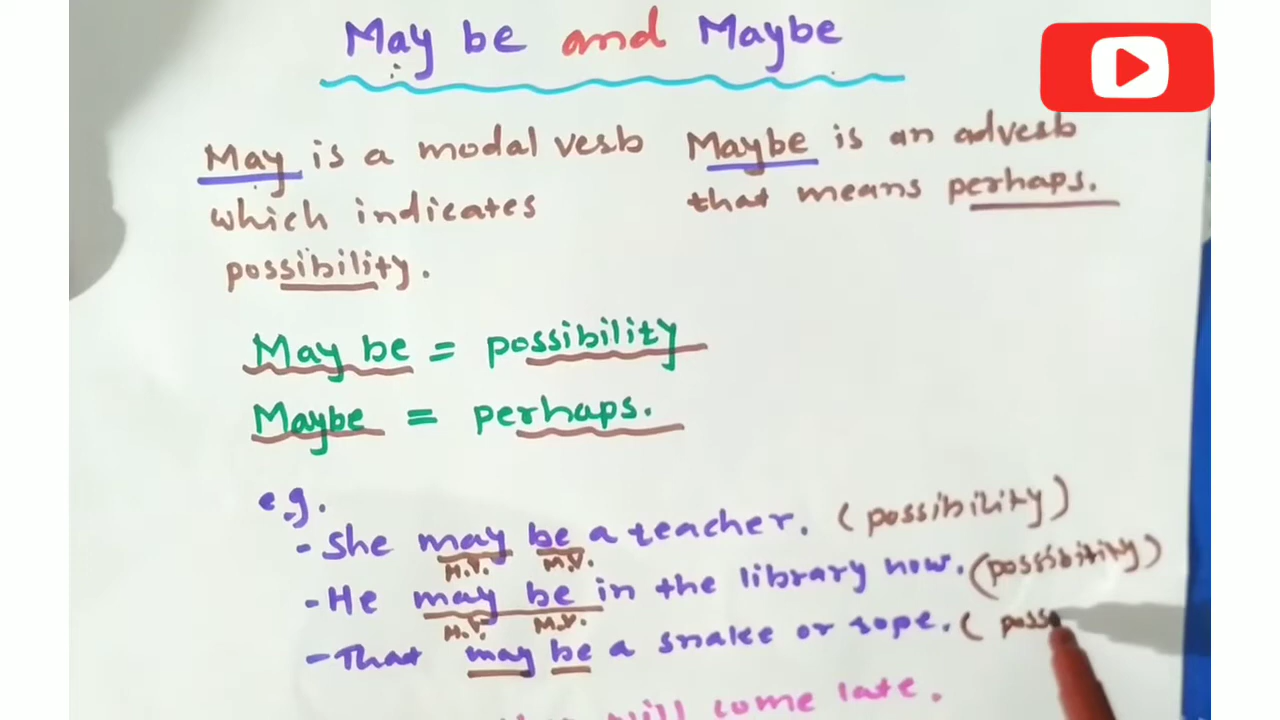 May be and Maybe
May is a modal verb
which indicates
possibility.
Maybe is an adverb
that means perhaps.
May be = possibility
Maybe = perhaps.
e.g.
- She may be a teacher. (possibility)
H.V. M.V.
- He may be in the library now. (possibility)
H.V. M.V.
- That may be a snake or rope. ( poss
will come late.